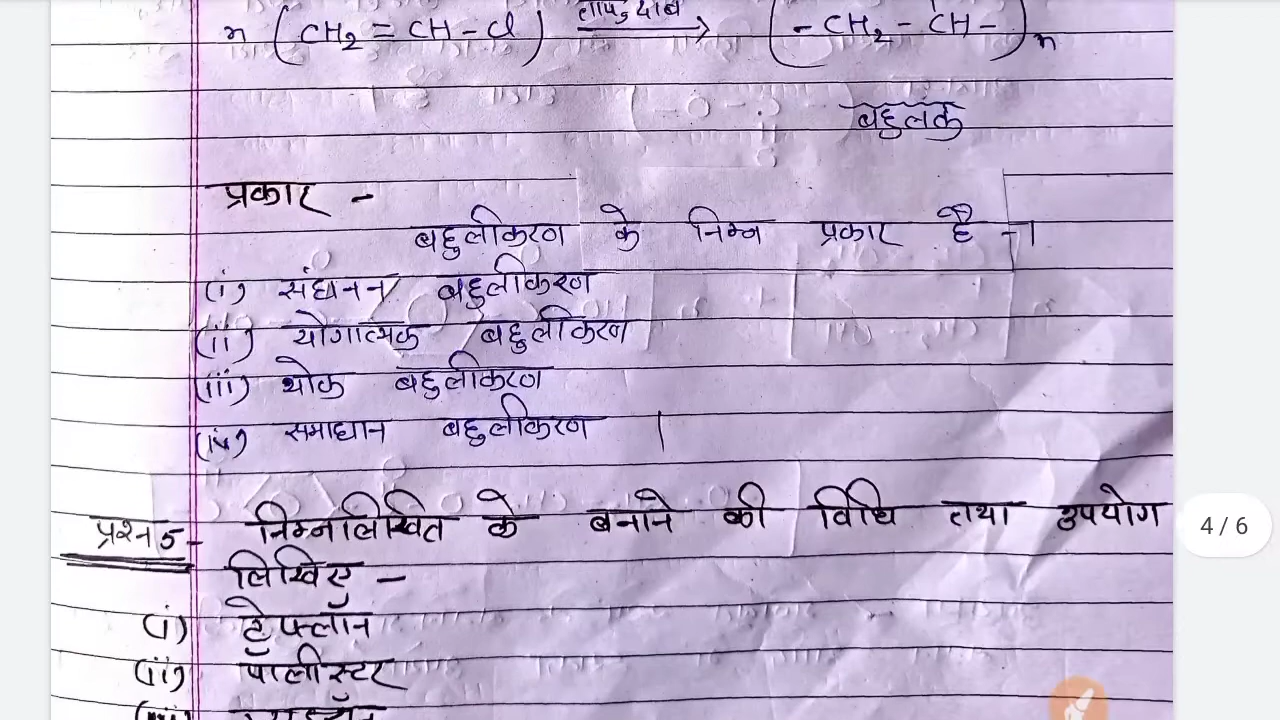 n (CH₂ = CH - Cl) ताप, दाब → (- CH₂ - CH -)n
बहुलक
प्रकार -
बहुलीकरण के निम्न प्रकार है -।
(i) संघनन बहुलीकरण
(ii) योगात्मक बहुलीकरण
(iii) थोक बहुलीकरण
(iv) समाधान बहुलीकरण |
प्रश्न 5 - निम्नलिखित के बनाने की विधि तथा उपयोग
लिखिए -
(i) टेफ्लॉन
(ii) पॉलीस्टर
(iii)
4 / 6